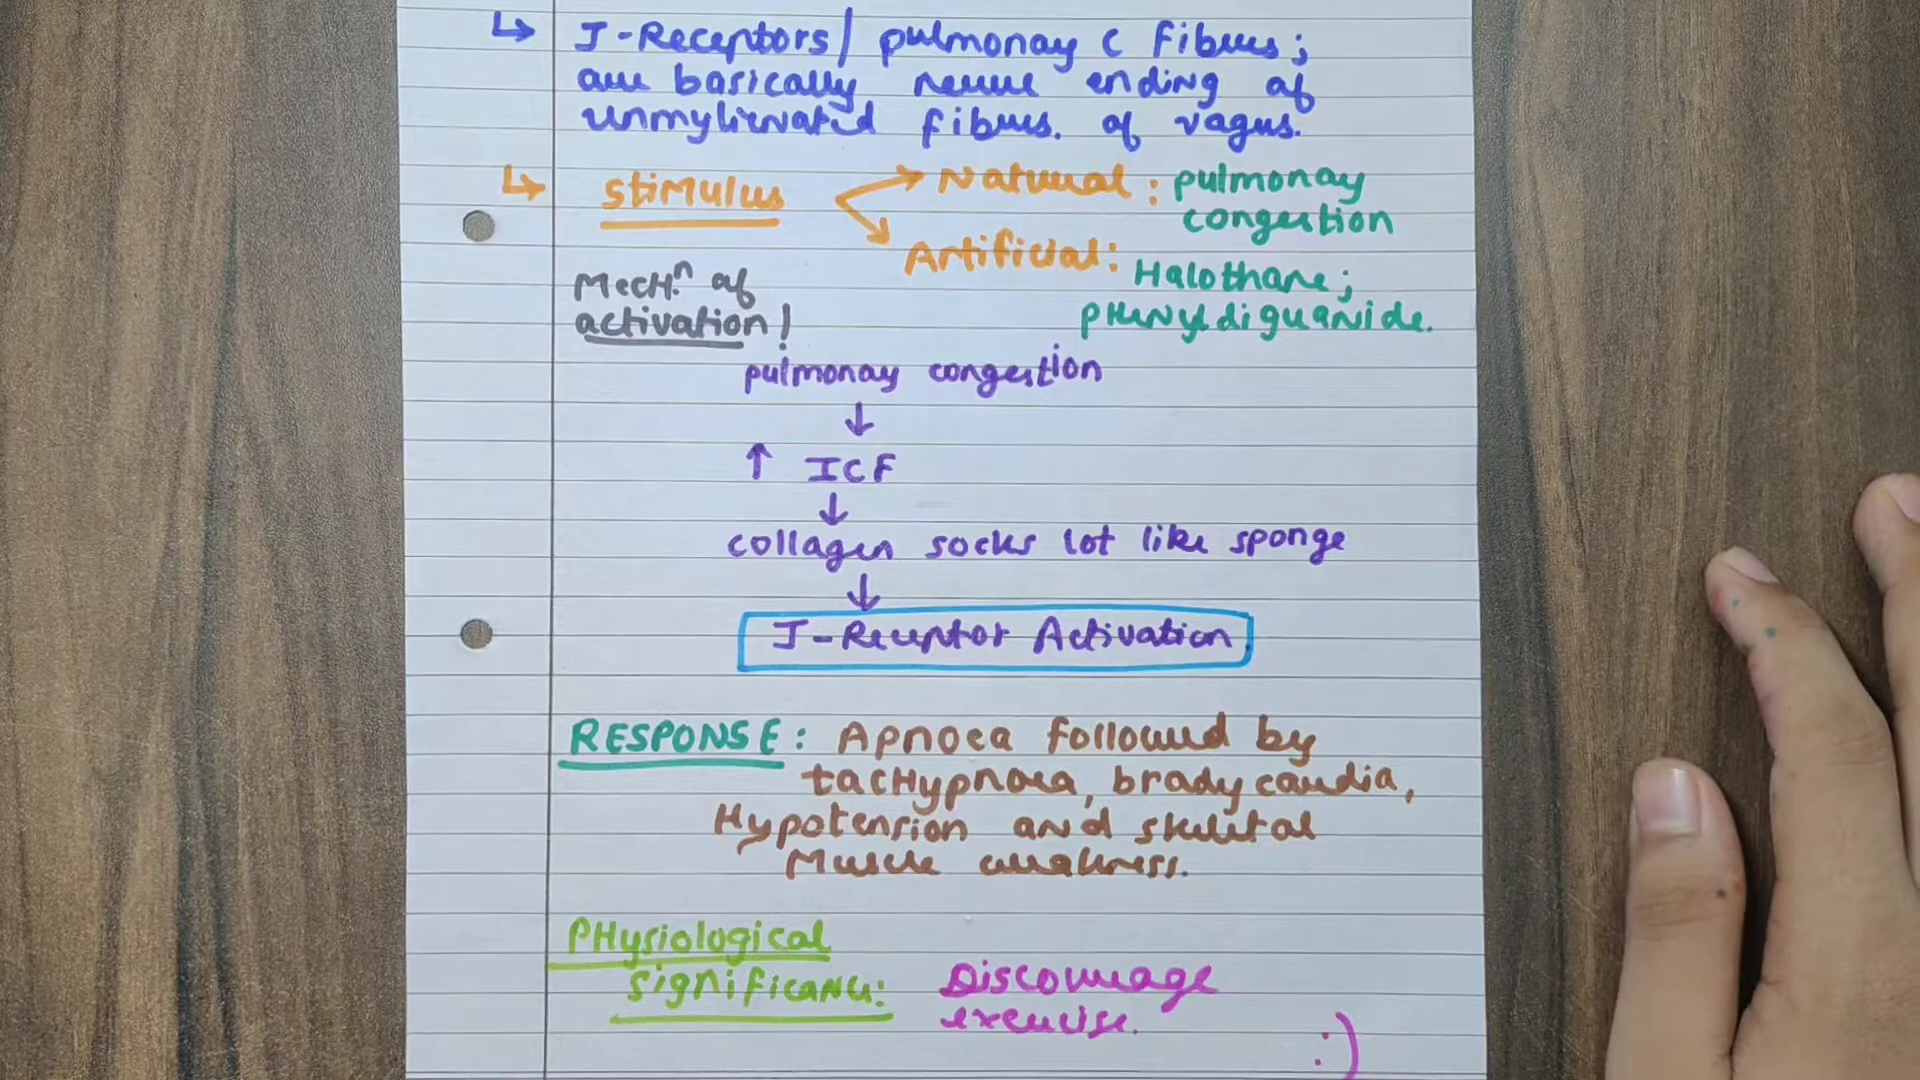 ↳ J-Receptors/ pulmonary c fibres;
are basically nerve ending of
unmylienated fibres. of vagus.
↳ stimulus
Natural: pulmonary
congestion
Artificial: Halothane;
phenyldiguanide.
Mech.n of
activation!
pulmonary congestion
↓
↑ ICF
↓
collagen socks lot like sponge
↓
J-Receptor Activation
RESPONSE: Apnoea followed by
tachypnoea, bradycardia,
Hypotension and skeletal
Muscle weakness.
Physiological
significance: Discourage
exercise.
:)